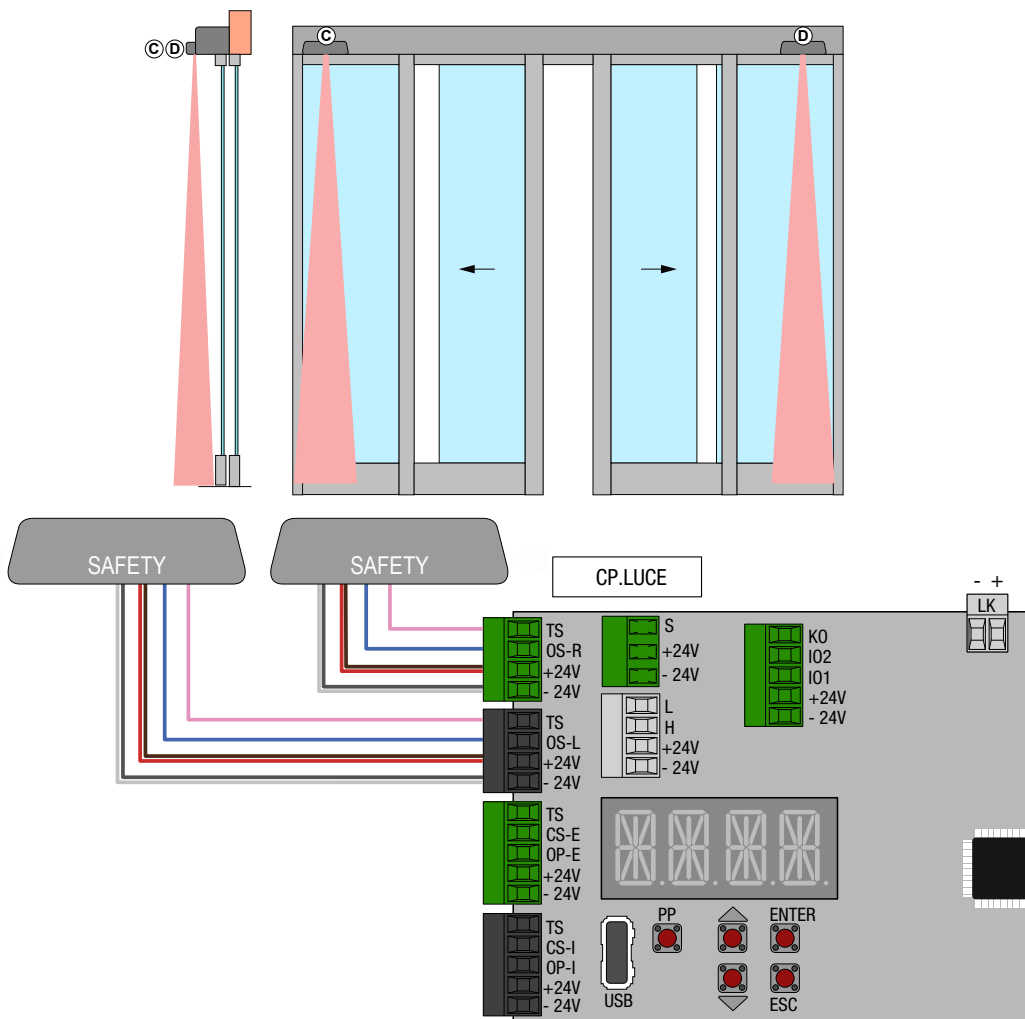 C D
C
D
SAFETY
SAFETY
CP.LUCE
- +
LK
TS
OS-R
+24V
- 24V
TS
OS-L
+24V
- 24V
TS
CS-E
OP-E
+24V
- 24V
TS
CS-I
OP-I
+24V
- 24V
S
+24V
- 24V
L
H
+24V
- 24V
KO
IO2
IO1
+24V
- 24V
USB
PP
ENTER
ESC